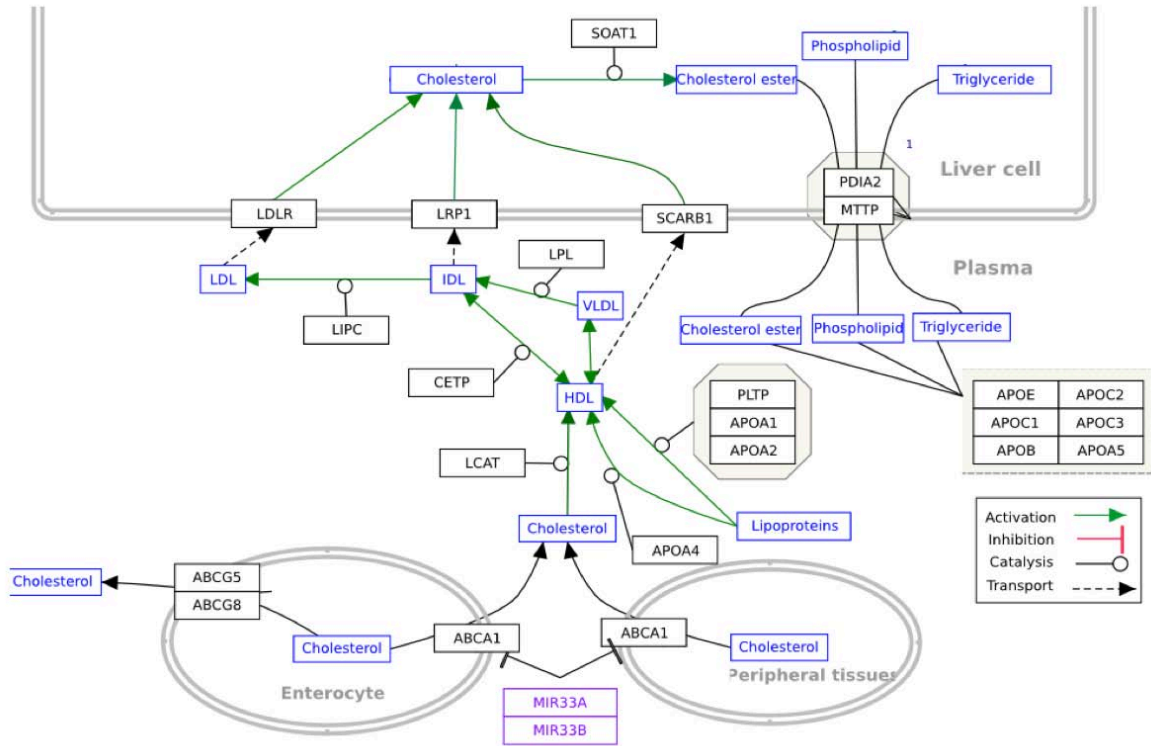 SOAT1
Phospholipid
Cholesterol
Cholesterol ester
Triglyceride
1
Liver cell
PDIA2
MTTP
LDLR
LRP1
SCARB1
LPL
Plasma
LDL
IDL
VLDL
LIPC
Cholesterol ester
Phospholipid
Triglyceride
CETP
HDL
PLTP
APOA1
APOA2
APOE
APOC2
APOC1
APOC3
APOB
APOA5
LCAT
Cholesterol
Lipoproteins
APOA4
Activation
Inhibition
Catalysis
Transport
Cholesterol
ABCG5
ABCG8
Cholesterol
ABCA1
ABCA1
Cholesterol
Enterocyte
Peripheral tissues
MIR33A
MIR33B